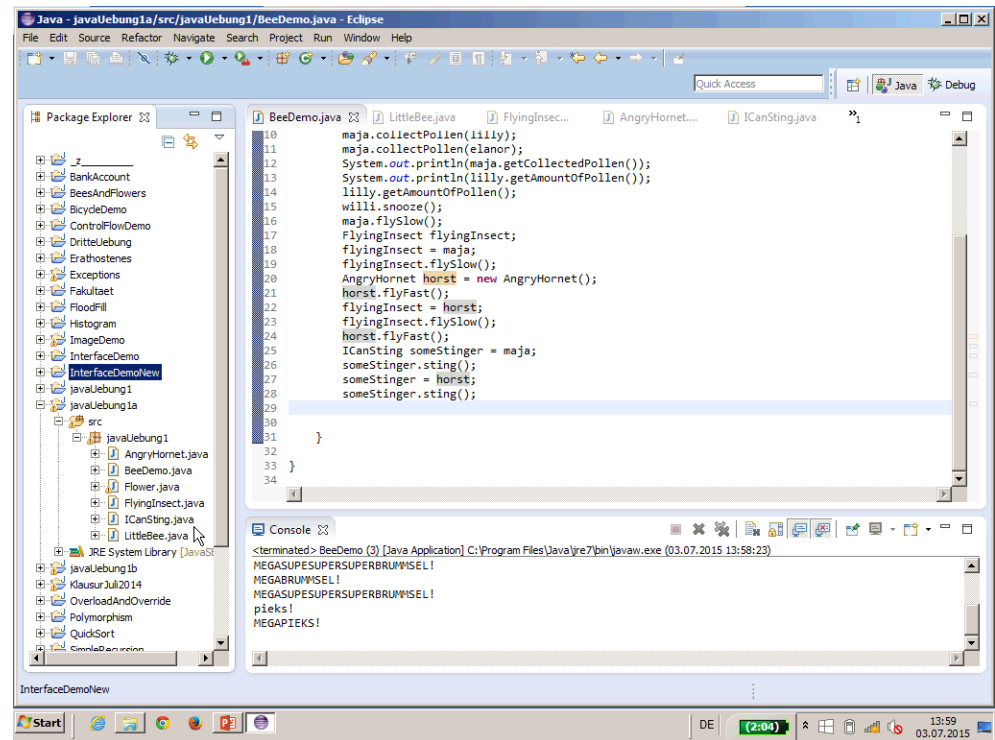 Java - javaUebung1a/src/javaUebung1/BeeDemo.java - Eclipse
File Edit Source Refactor Navigate Search Project Run Window Help
Quick Access
Java
Debug
Package Explorer
_z_________
BankAccount
BeesAndFlowers
BicycleDemo
ControlFlowDemo
DritteUebung
Erathostenes
Exceptions
Fakultaet
FloodFill
Histogram
ImageDemo
InterfaceDemo
InterfaceDemoNew
javaUebung1
javaUebung1a
src
javaUebung1
AngryHornet.java
BeeDemo.java
Flower.java
FlyingInsect.java
ICanSting.java
LittleBee.java
JRE System Library [JavaSE
javaUebung1b
KlausurJuli2014
OverloadAndOverride
Polymorphism
QuickSort
SimpleRecursion
BeeDemo.java LittleBee.java FlyingInsec... AngryHornet.... ICanSting.java »1
10 maja.collectPollen(lilly);
11 maja.collectPollen(elanor);
12 System.out.println(maja.getCollectedPollen());
13 System.out.println(lilly.getAmountOfPollen());
14 lilly.getAmountOfPollen();
15 willi.snooze();
16 maja.flySlow();
17 FlyingInsect flyingInsect;
18 flyingInsect = maja;
19 flyingInsect.flySlow();
20 AngryHornet horst = new AngryHornet();
21 horst.flyFast();
22 flyingInsect = horst;
23 flyingInsect.flySlow();
24 horst.flyFast();
25 ICanSting someStinger = maja;
26 someStinger.sting();
27 someStinger = horst;
28 someStinger.sting();
29
30
31 }
32
33 }
34
Console
<terminated> BeeDemo (3) [Java Application] C:\Program Files\Java\jre7\bin\javaw.exe (03.07.2015 13:58:23)
MEGASUPESUPERSUPERBRUMMSEL!
MEGABRUMMSEL!
MEGASUPESUPERSUPERBRUMMSEL!
pieks!
MEGAPIEKS!
InterfaceDemoNew
Start
DE
(2:04)
13:59
03.07.2015